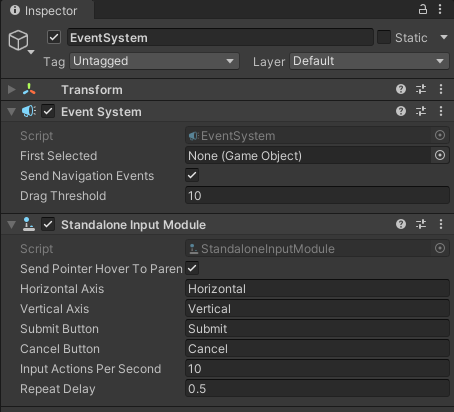 Inspector
EventSystem Static
Tag Untagged Layer Default
Transform
Event System
Script EventSystem
First Selected None (Game Object)
Send Navigation Events
Drag Threshold 10
Standalone Input Module
Script StandaloneInputModule
Send Pointer Hover To Paren
Horizontal Axis Horizontal
Vertical Axis Vertical
Submit Button Submit
Cancel Button Cancel
Input Actions Per Second 10
Repeat Delay 0.5